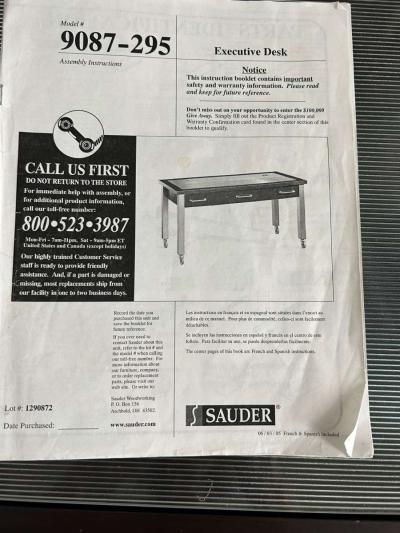 Model #
9087-295
Assembly Instructions
Executive Desk
Notice
This instruction booklet contains important
safety and warranty information. Please read
and keep for future reference.
Don't miss out on your opportunity to enter the $100,000
Give Away. Simply fill out the Product Registration and
Warranty Confirmation card found in the center section of
this booklet to qualify.
CALL US FIRST
DO NOT RETURN TO THE STORE
For immediate help with assembly, or
for additional product information,
call our toll-free number:
800•523•3987
Mon-Fri - 7am-11pm, Sat - 9am-5pm ET
United States and Canada (except holidays)
Our highly trained Customer Service
staff is ready to provide friendly
assistance. And, if a part is damaged or
missing, most replacements ship from
our facility in one to two business days.
Record the date you
purchased this unit and
save the booklet for
future reference.
If you ever need to
contact Sauder about this
unit, refer to the lot # and
the model # when calling
our toll-free number. For
more information about
our furniture, company,
or to order replacement
parts, please visit our
web site. Or write to:
Sauder Woodworking
P. O. Box 156
Archbold, OH 43502.
www.sauder.com
Lot #: 1290872
Date Purchased:
Las instructions en français et en espagnol sont situées dans l'encart au
milieu de ce manuel. Pour plus de commodité, celles-ci sont facilement
détachables.
Se incluyen las instrucciones en español y francés en el centro de este
folleto. Para facilitar su uso, se puede desprenderlas fácilmente.
The center pages of this book are French and Spanish instructions.
S SAUDER®
French & Spanish Included